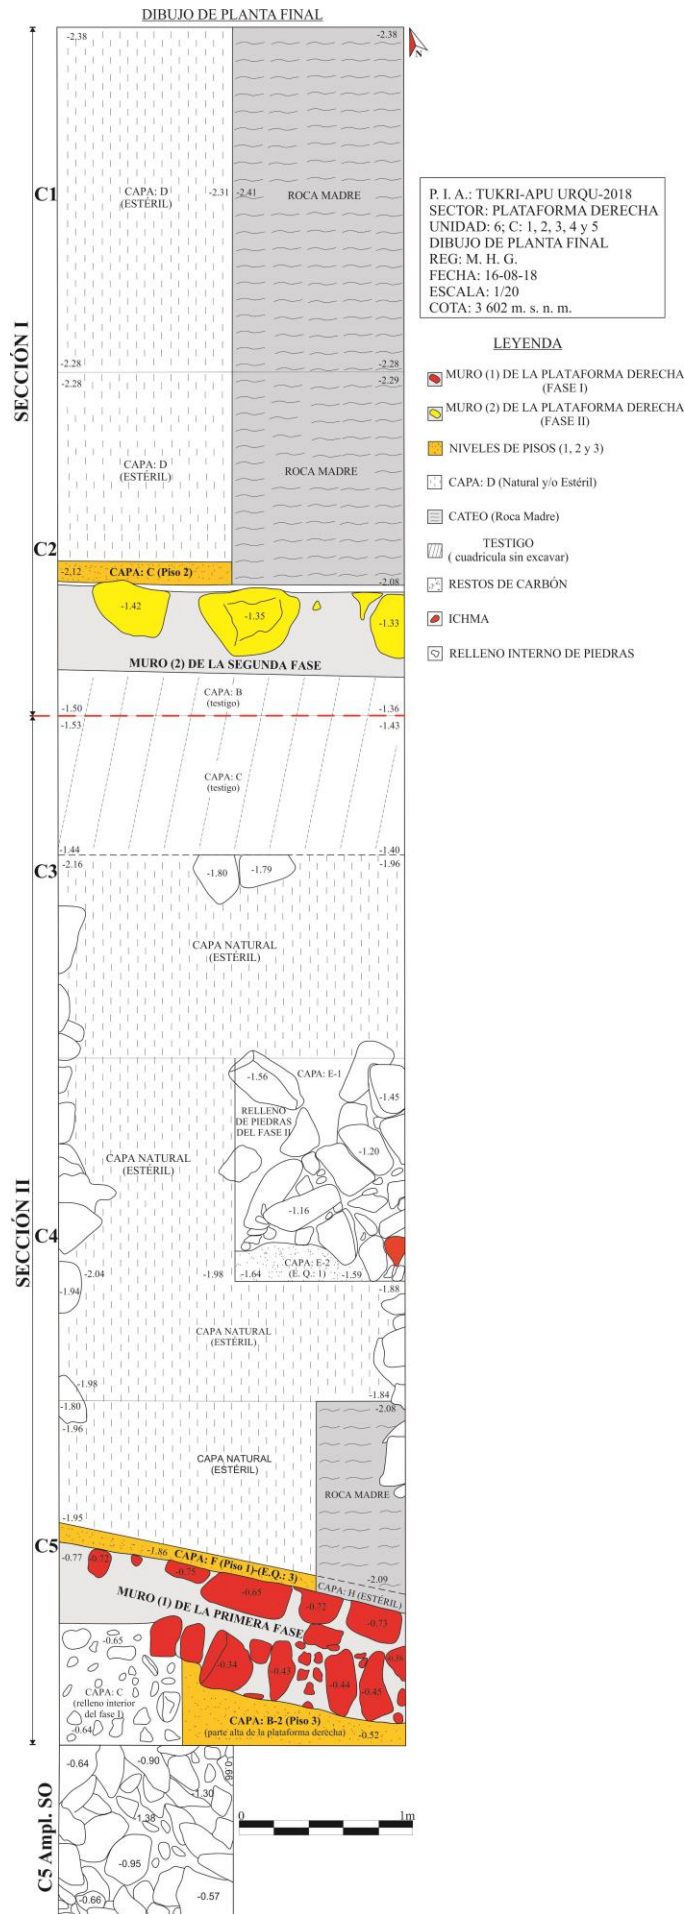 DIBUJO DE PLANTA FINAL
-2.38
-2.38
N
C1
CAPA: D
(ESTÉRIL)
-2.31
-2.41
ROCA MADRE
P. I. A.: TUKRI-APU URQU-2018
SECTOR: PLATAFORMA DERECHA
UNIDAD: 6; C: 1, 2, 3, 4 y 5
DIBUJO DE PLANTA FINAL
REG: M. H. G.
FECHA: 16-08-18
ESCALA: 1/20
COTA: 3 602 m. s. n. m.
SECCIÓN I
LEYENDA
MURO (1) DE LA PLATAFORMA DERECHA
(FASE I)
MURO (2) DE LA PLATAFORMA DERECHA
(FASE II)
NIVELES DE PISOS (1, 2 y 3)
CAPA: D (Natural y/o Estéril)
CATEO (Roca Madre)
TESTIGO
( cuadricula sin excavar)
RESTOS DE CARBÓN
ICHMA
RELLENO INTERNO DE PIEDRAS
-2.28
-2.28
-2.28
-2.29
CAPA: D
(ESTÉRIL)
ROCA MADRE
C2
-2.12
CAPA: C (Piso 2)
-2.08
-1.42
-1.35
-1.33
MURO (2) DE LA SEGUNDA FASE
CAPA: B
(testigo)
-1.50
-1.36
-1.53
-1.43
CAPA: C
(testigo)
-1.44
-1.40
C3
-2.16
-1.80
-1.79
-1.96
CAPA NATURAL
(ESTÉRIL)
SECCIÓN II
CAPA: E-1
-1.56
-1.45
RELLENO
DE PIEDRAS
DEL FASE II
-1.20
CAPA NATURAL
(ESTÉRIL)
-1.16
C4
CAPA: E-2
(E. Q.: 1)
-2.04
-1.98
-1.64
-1.59
-1.94
-1.88
CAPA NATURAL
(ESTÉRIL)
-1.98
-1.84
-1.80
-2.08
-1.96
CAPA NATURAL
(ESTÉRIL)
ROCA MADRE
-1.95
C5
-1.86
CAPA: F (Piso 1)-(E.Q.: 3)
-2.09
CAPA: H (ESTÉRIL)
-0.77
-0.72
-0.75
-0.65
-0.72
-0.73
MURO (1) DE LA PRIMERA FASE
-0.65
-0.34
-0.43
-0.44
-0.45
CAPA: C
(relleno interior
del fase I)
-0.64
CAPA: B-2 (Piso 3)
(parte alta de la plataforma derecha)
-0.52
C5 Ampl. SO
-0.64
-0.90
-0.66
-1.30
-1.38
-0.95
-0.66
-0.57
0
1m